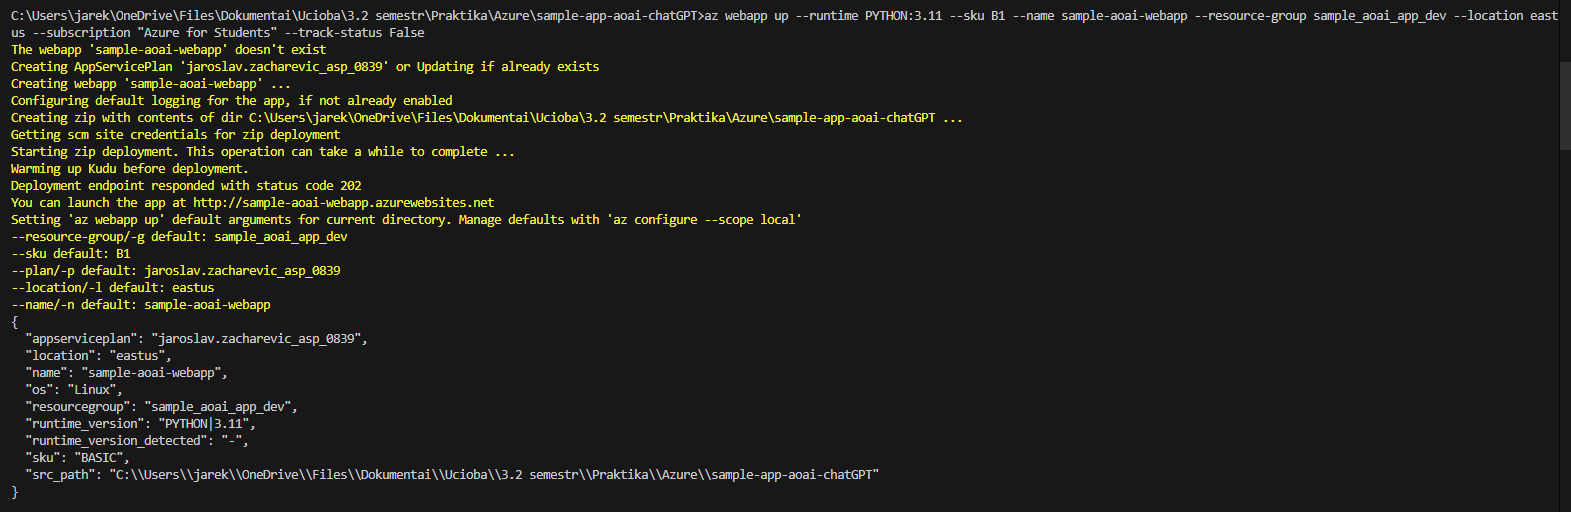 C:\Users\jarek\OneDrive\Files\Dokumentai\Ucioba\3.2 semestr\Praktika\Azure\sample-app-aoai-chatGPT>az webapp up --runtime PYTHON:3.11 --sku B1 --name sample-aoai-webapp --resource-group sample_aoai_app_dev --location east
us --subscription "Azure for Students" --track-status False
The webapp 'sample-aoai-webapp' doesn't exist
Creating AppServicePlan 'jaroslav.zacharevic_asp_0839' or Updating if already exists
Creating webapp 'sample-aoai-webapp' ...
Configuring default logging for the app, if not already enabled
Creating zip with contents of dir C:\Users\jarek\OneDrive\Files\Dokumentai\Ucioba\3.2 semestr\Praktika\Azure\sample-app-aoai-chatGPT ...
Getting scm site credentials for zip deployment
Starting zip deployment. This operation can take a while to complete ...
Warming up Kudu before deployment.
Deployment endpoint responded with status code 202
You can launch the app at http://sample-aoai-webapp.azurewebsites.net
Setting 'az webapp up' default arguments for current directory. Manage defaults with 'az configure --scope local'
--resource-group/-g default: sample_aoai_app_dev
--sku default: B1
--plan/-p default: jaroslav.zacharevic_asp_0839
--location/-l default: eastus
--name/-n default: sample-aoai-webapp
{
  "appserviceplan": "jaroslav.zacharevic_asp_0839",
  "location": "eastus",
  "name": "sample-aoai-webapp",
  "os": "Linux",
  "resourcegroup": "sample_aoai_app_dev",
  "runtime_version": "PYTHON|3.11",
  "runtime_version_detected": "-",
  "sku": "BASIC",
  "src_path": "C:\\Users\\jarek\\OneDrive\\Files\\Dokumentai\\Ucioba\\3.2 semestr\\Praktika\\Azure\\sample-app-aoai-chatGPT"
}